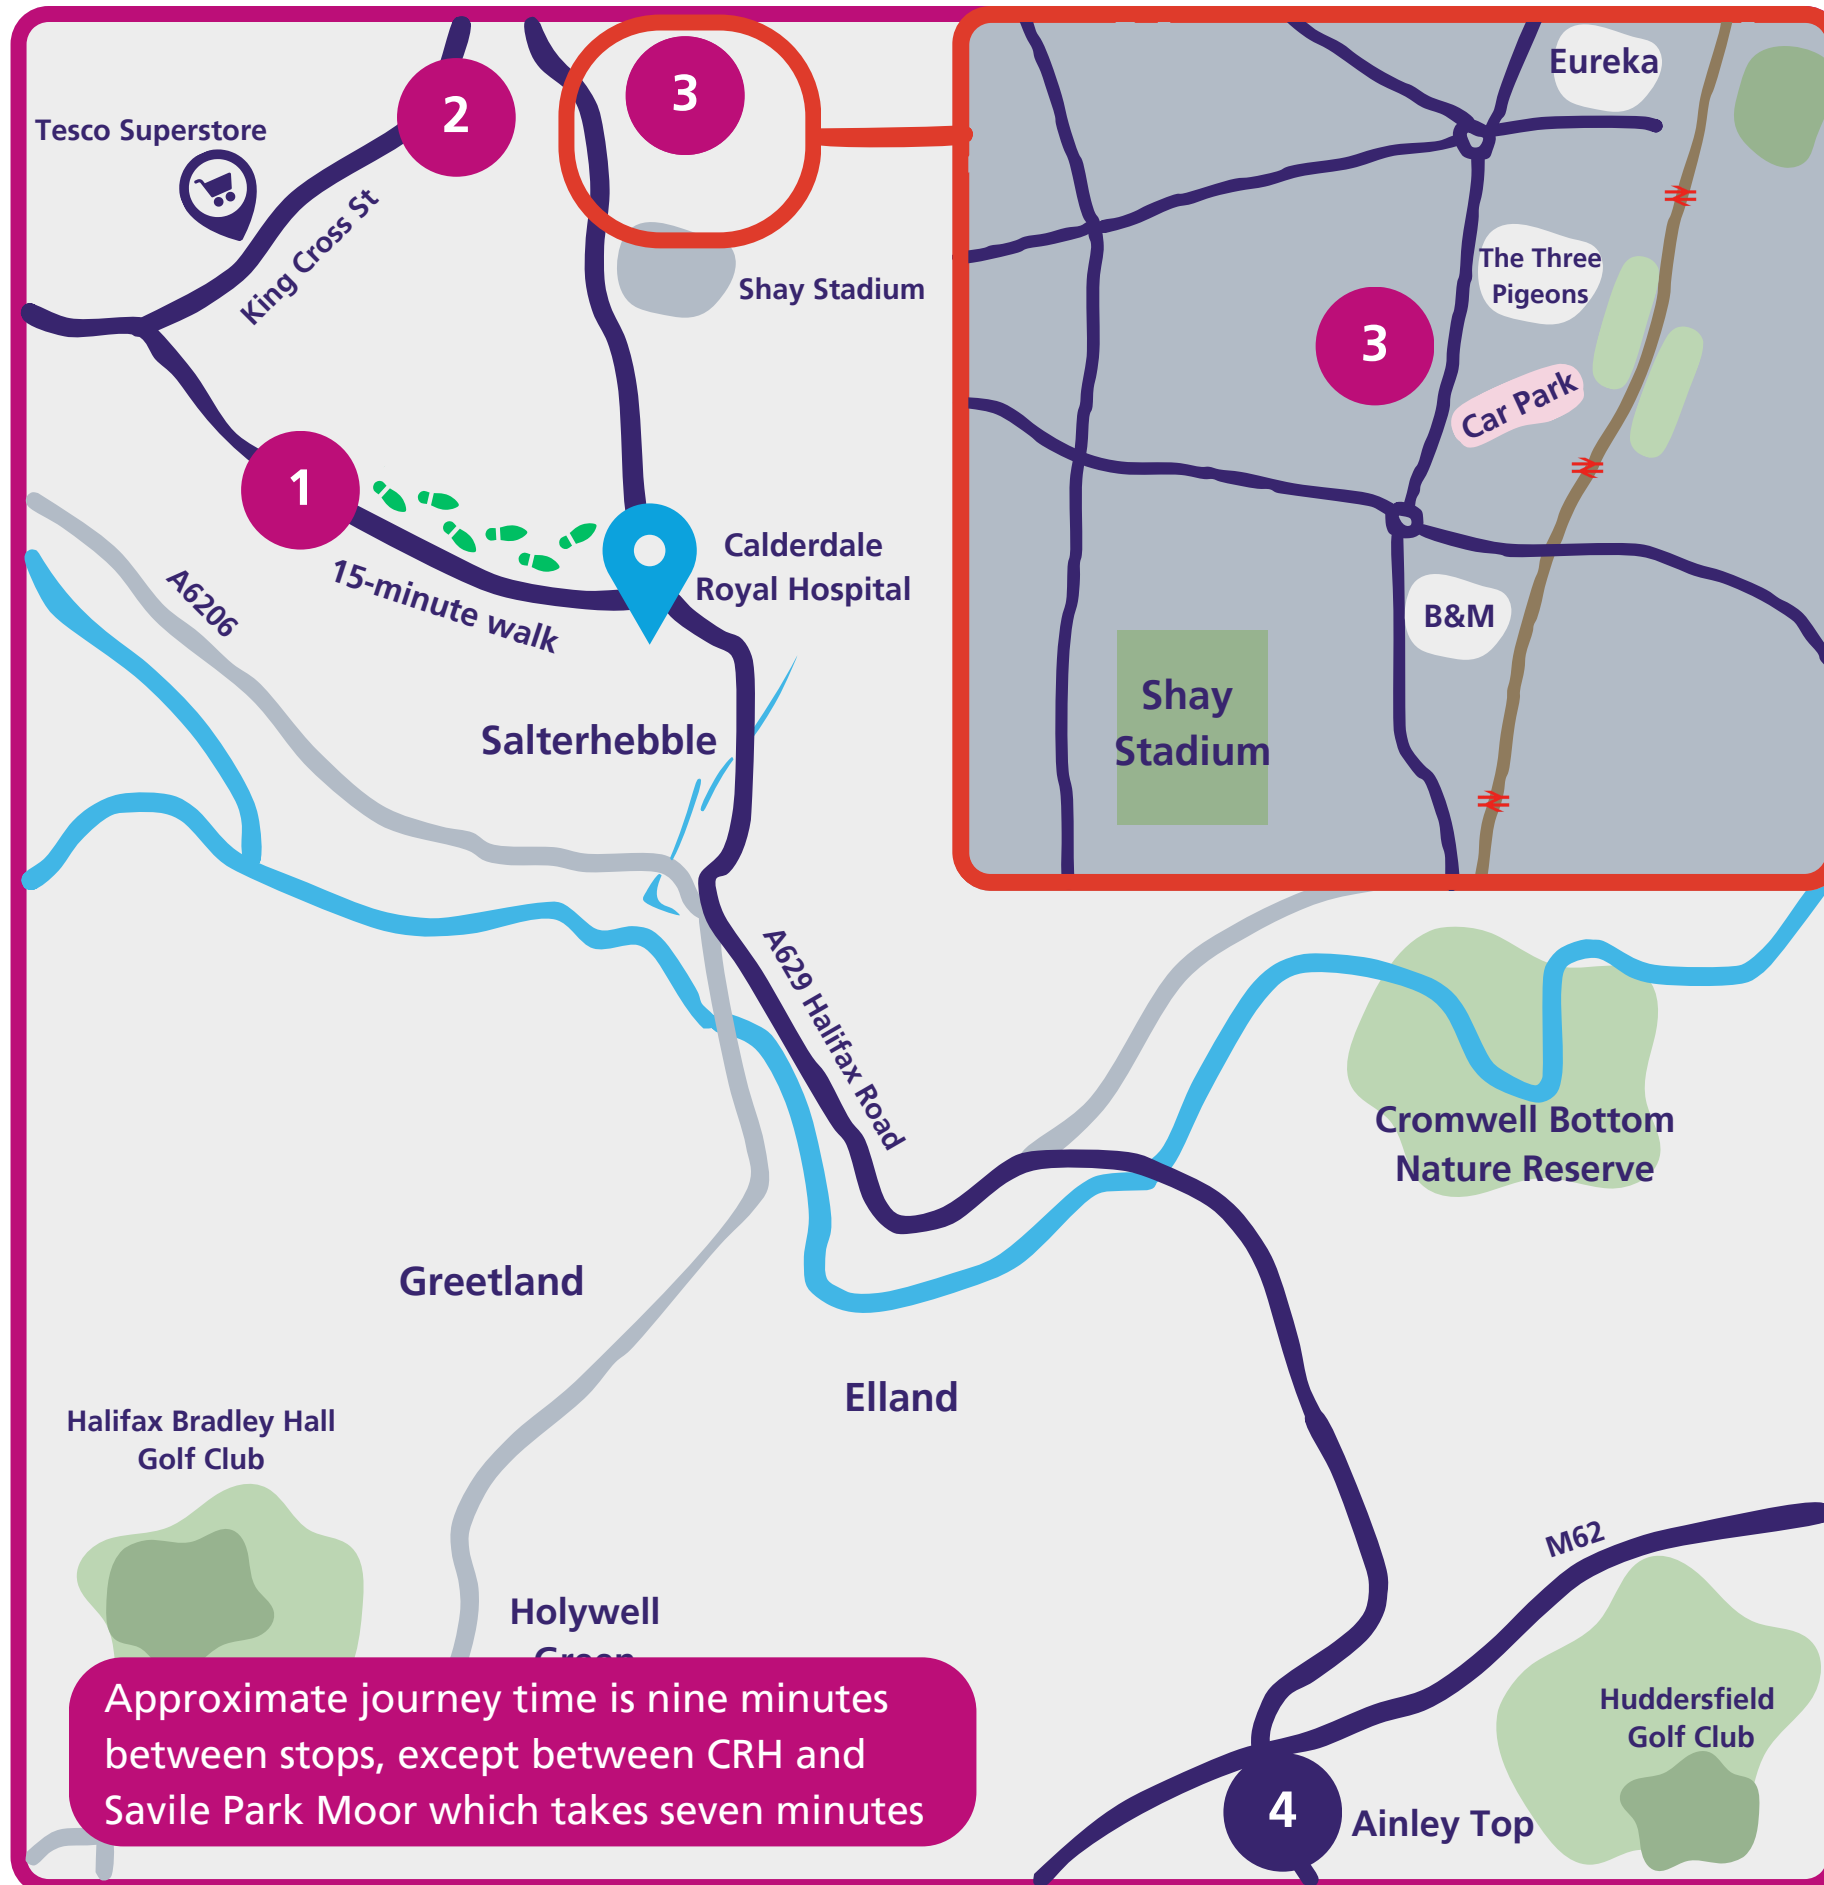 Tesco Superstore
2
3
King Cross St
Shay Stadium
1
15-minute walk
Calderdale
Royal Hospital
A6206
Salterhebble
Eureka
The Three
Pigeons
3
Car Park
B&M
Shay
Stadium
A629 Halifax Road
Cromwell Bottom
Nature Reserve
Greetland
Elland
Halifax Bradley Hall
Golf Club
Holywell
Green
M62
Huddersfield
Golf Club
4
Ainley Top
Approximate journey time is nine minutes
between stops, except between CRH and
Savile Park Moor which takes seven minutes